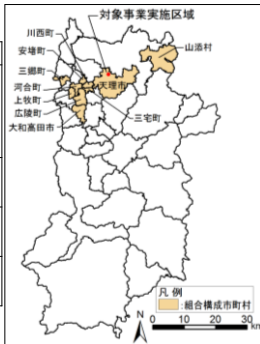 対象事業実施区域
川西町
安堵町
三郷町
河合町
上牧町
広陵町
大和高田市
山添村
天理市
三宅町
凡 例
:組合構成市町村
N
0 10 20 30
km